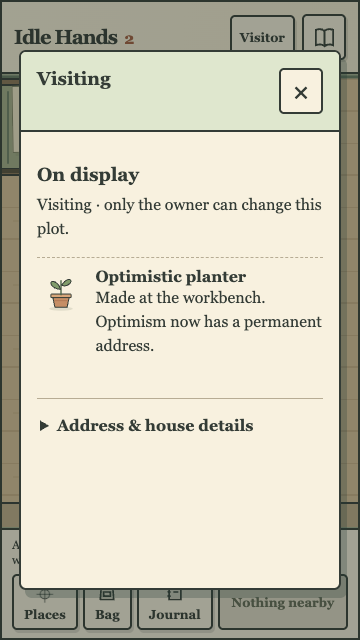 Idle Hands 2
Visitor
Visiting
×
On display
Visiting · only the owner can change this
plot.
Optimistic planter
Made at the workbench.
Optimism now has a permanent
address.
Address & house details
Places
Bag
Journal
Nothing nearby